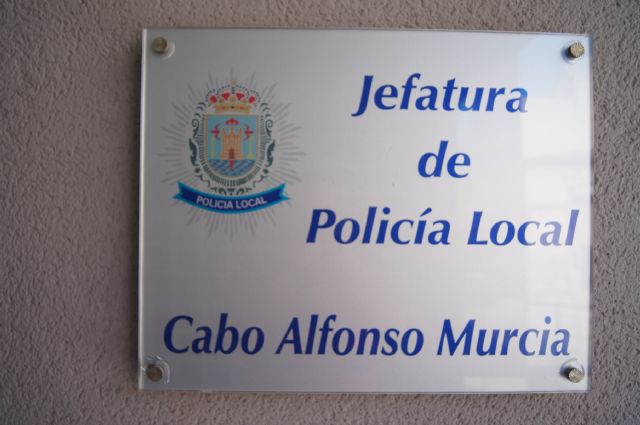 POLICIA LOCAL
Jefatura
de
Policía Local
Cabo Alfonso Murcia